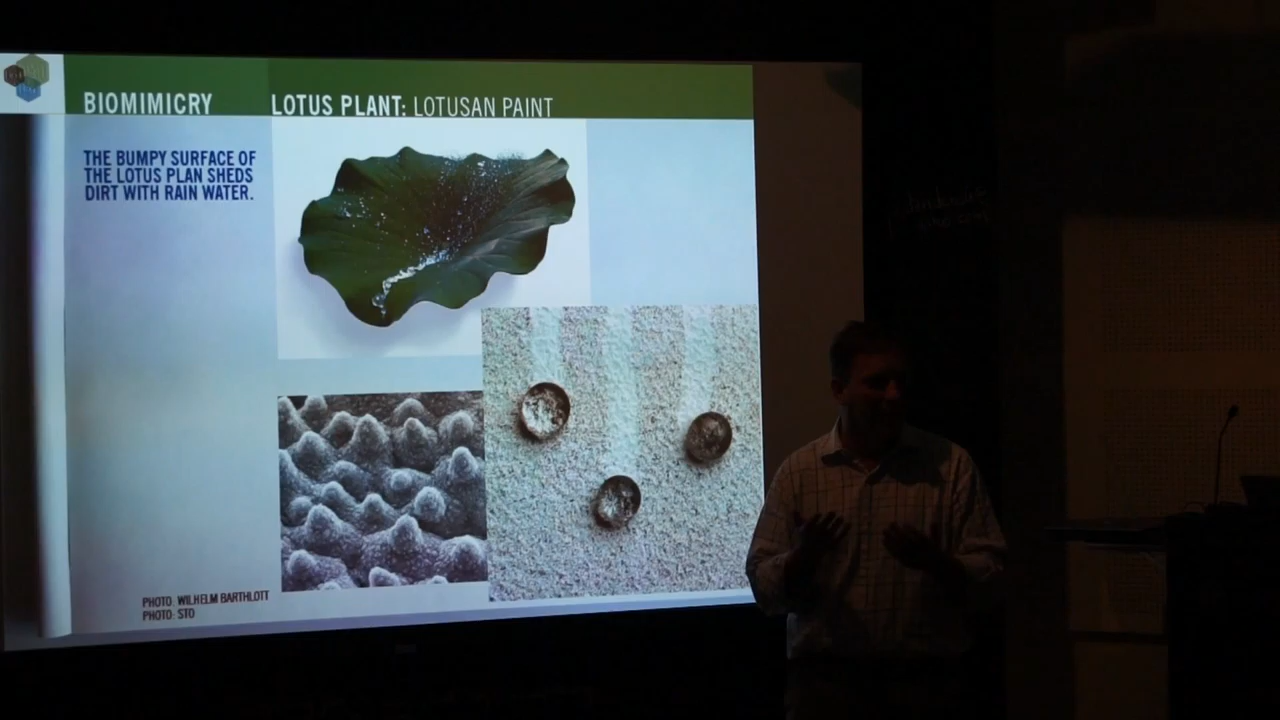 BIOMIMICRY
LOTUS PLANT: LOTUSAN PAINT
THE BUMPY SURFACE OF
THE LOTUS PLAN SHEDS
DIRT WITH RAIN WATER.
PHOTO: WILHELM BARTHLOTT
PHOTO: STO